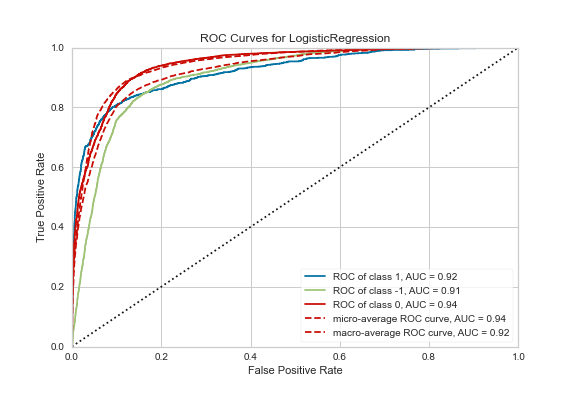 ROC Curves for LogisticRegression
1.0
0.8
0.6
0.4
0.2
0.0
True Positive Rate
ROC of class 1, AUC = 0.92
ROC of class -1, AUC = 0.91
ROC of class 0, AUC = 0.94
micro-average ROC curve, AUC = 0.94
macro-average ROC curve, AUC = 0.92
0.0 0.2 0.4 0.6 0.8 1.0
False Positive Rate